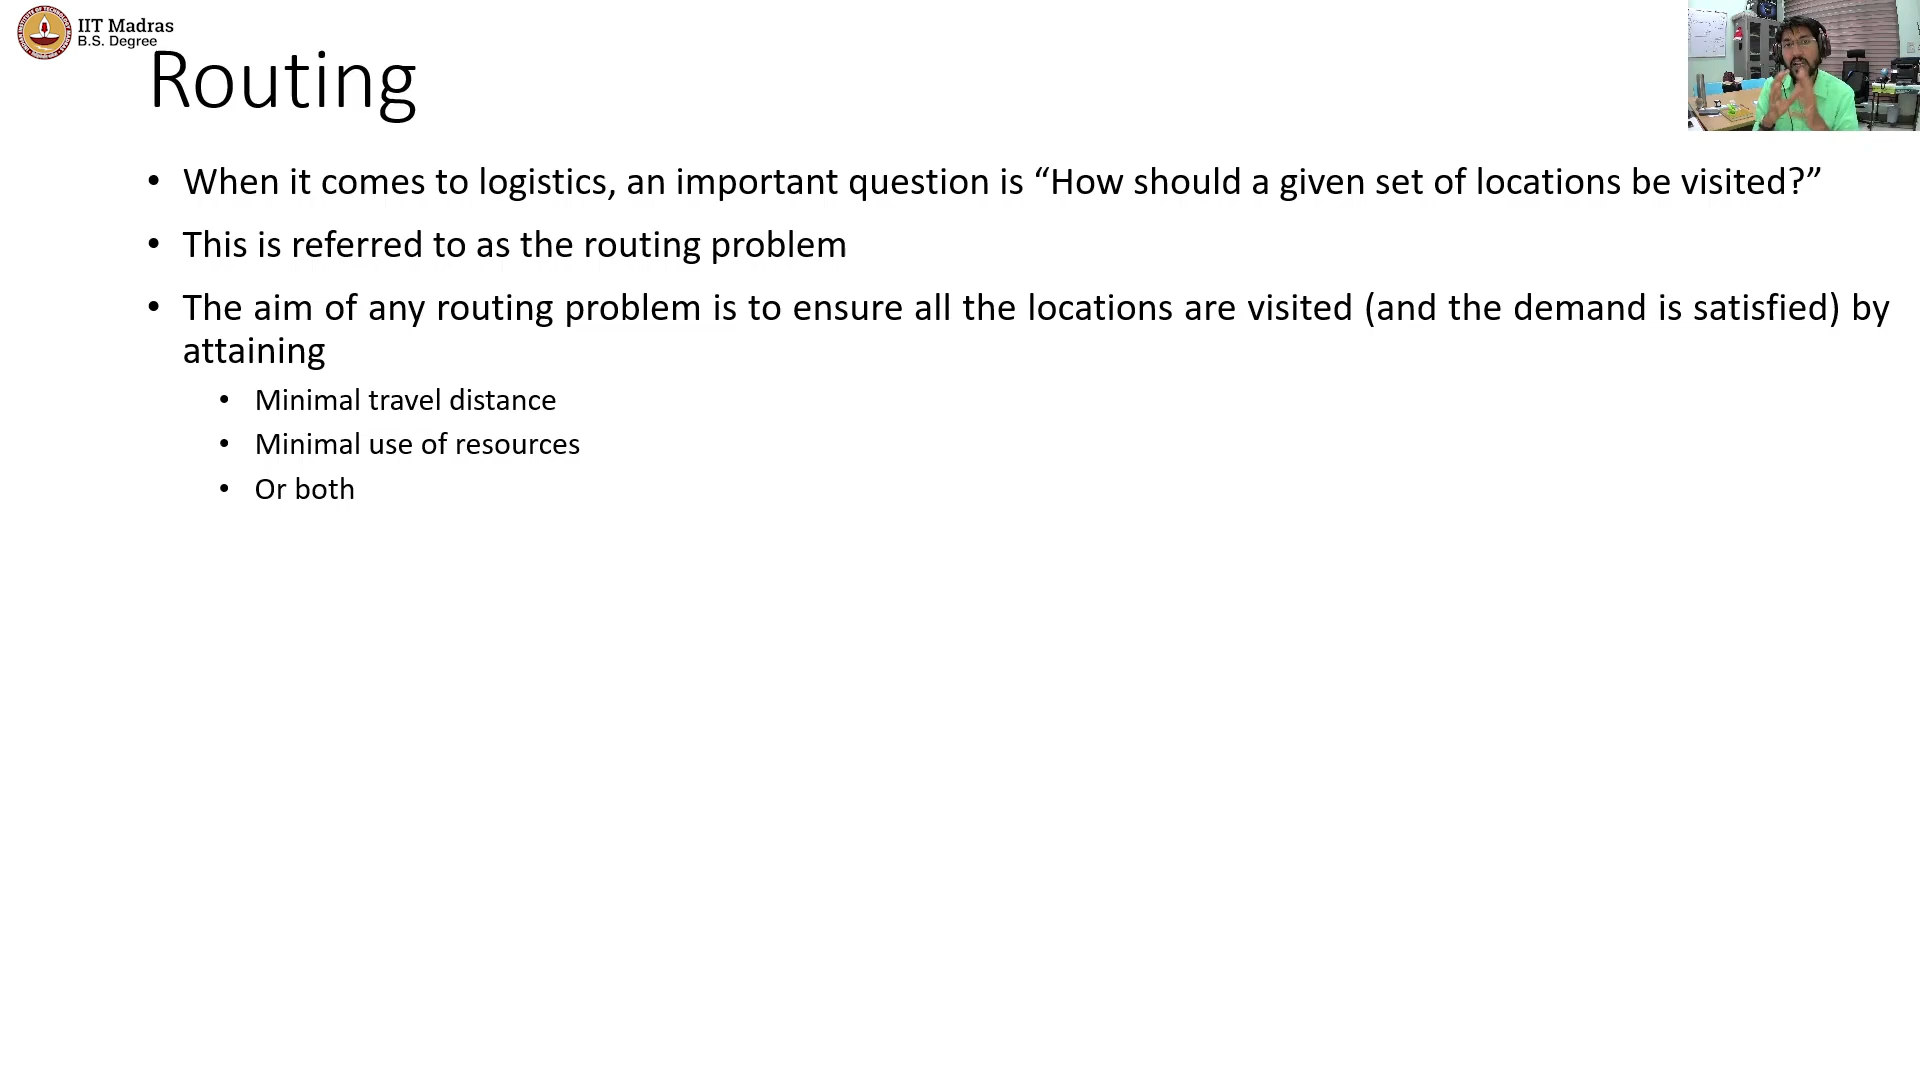 IIT Madras
B.S. Degree
Routing
• When it comes to logistics, an important question is “How should a given set of locations be visited?”
• This is referred to as the routing problem
• The aim of any routing problem is to ensure all the locations are visited (and the demand is satisfied) by
attaining
• Minimal travel distance
• Minimal use of resources
• Or both